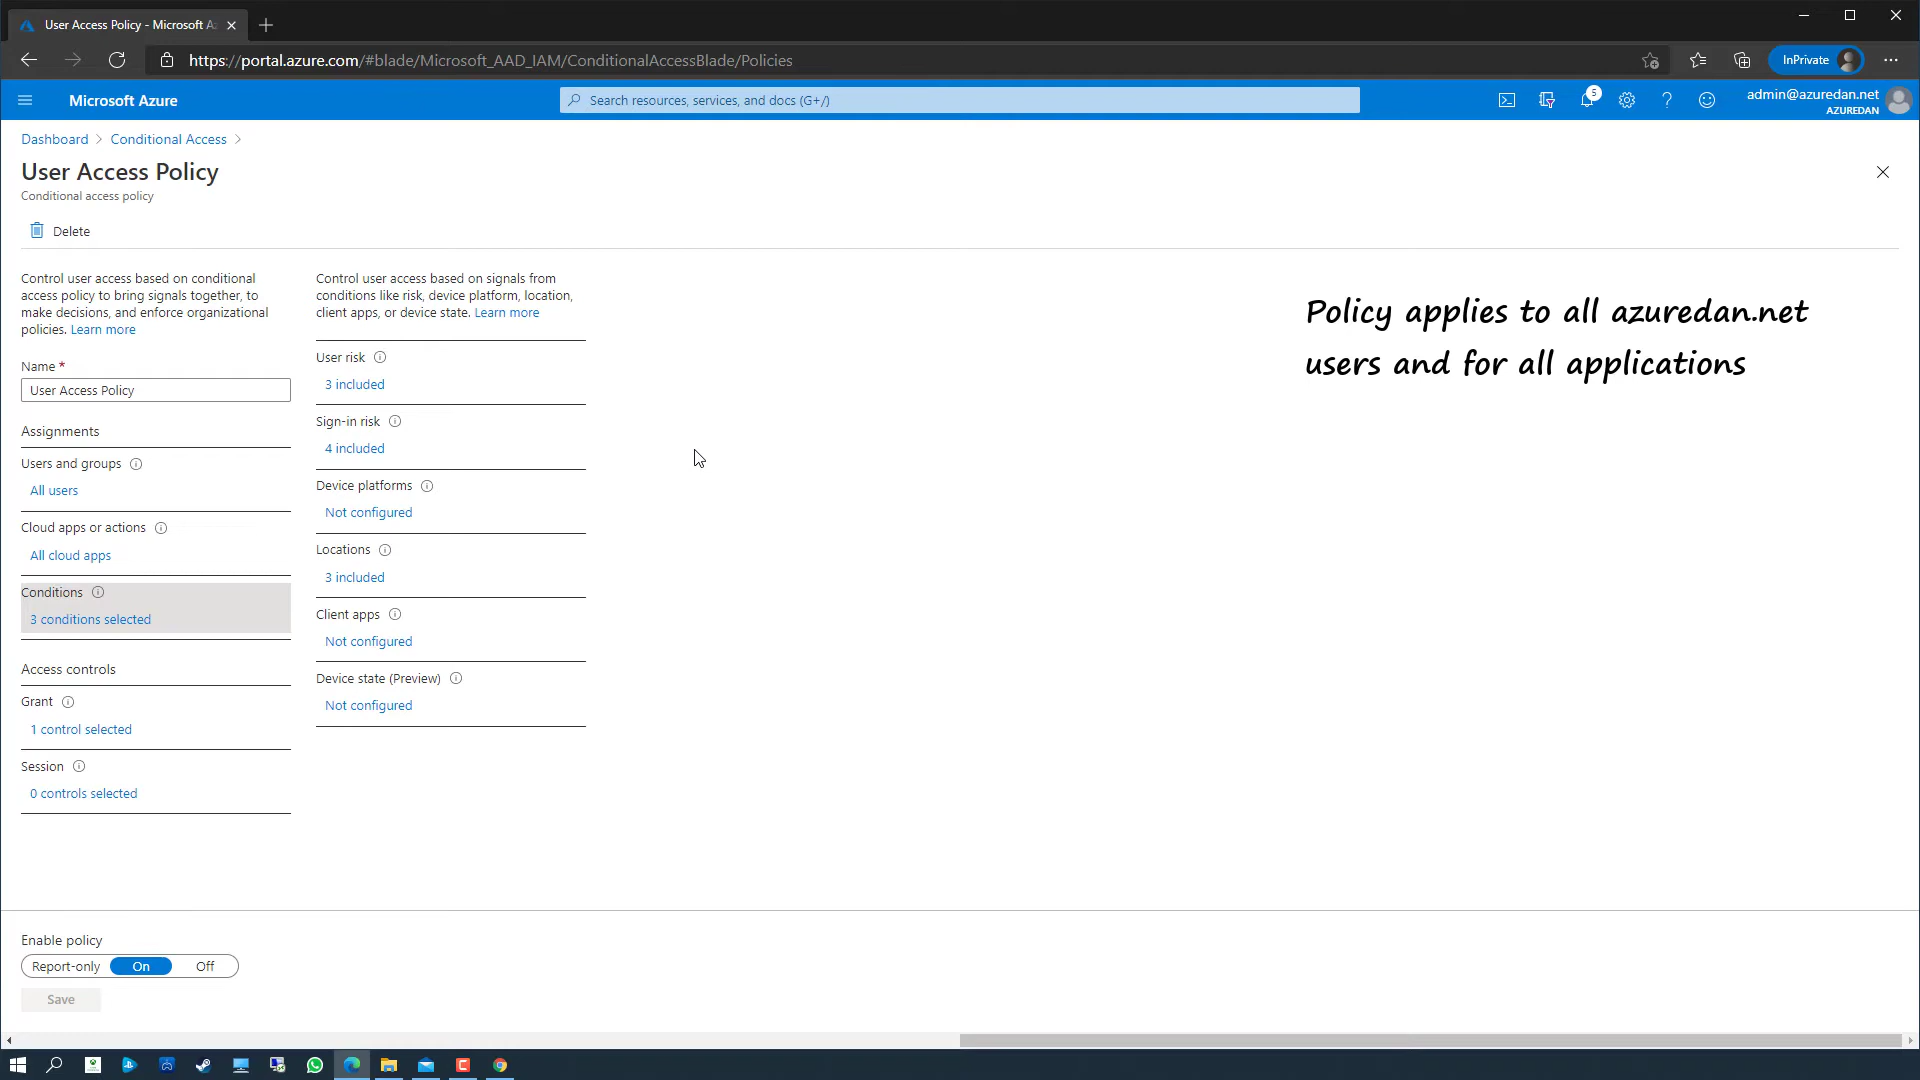 User Access Policy - Microsoft A
https://portal.azure.com/#blade/Microsoft_AAD_IAM/ConditionalAccessBlade/Policies
InPrivate
Microsoft Azure
Search resources, services, and docs (G+/)
5
admin@azuredan.net
AZUREDAN
Dashboard > Conditional Access >
User Access Policy
Conditional access policy
Delete
Control user access based on conditional
access policy to bring signals together, to
make decisions, and enforce organizational
policies. Learn more
Name *
User Access Policy
Assignments
Users and groups
All users
Cloud apps or actions
All cloud apps
Conditions
3 conditions selected
Access controls
Grant
1 control selected
Session
0 controls selected
Control user access based on signals from
conditions like risk, device platform, location,
client apps, or device state. Learn more
User risk
3 included
Sign-in risk
4 included
Device platforms
Not configured
Locations
3 included
Client apps
Not configured
Device state (Preview)
Not configured
Policy applies to all azuredan.net
users and for all applications
Enable policy
Report-only On Off
Save